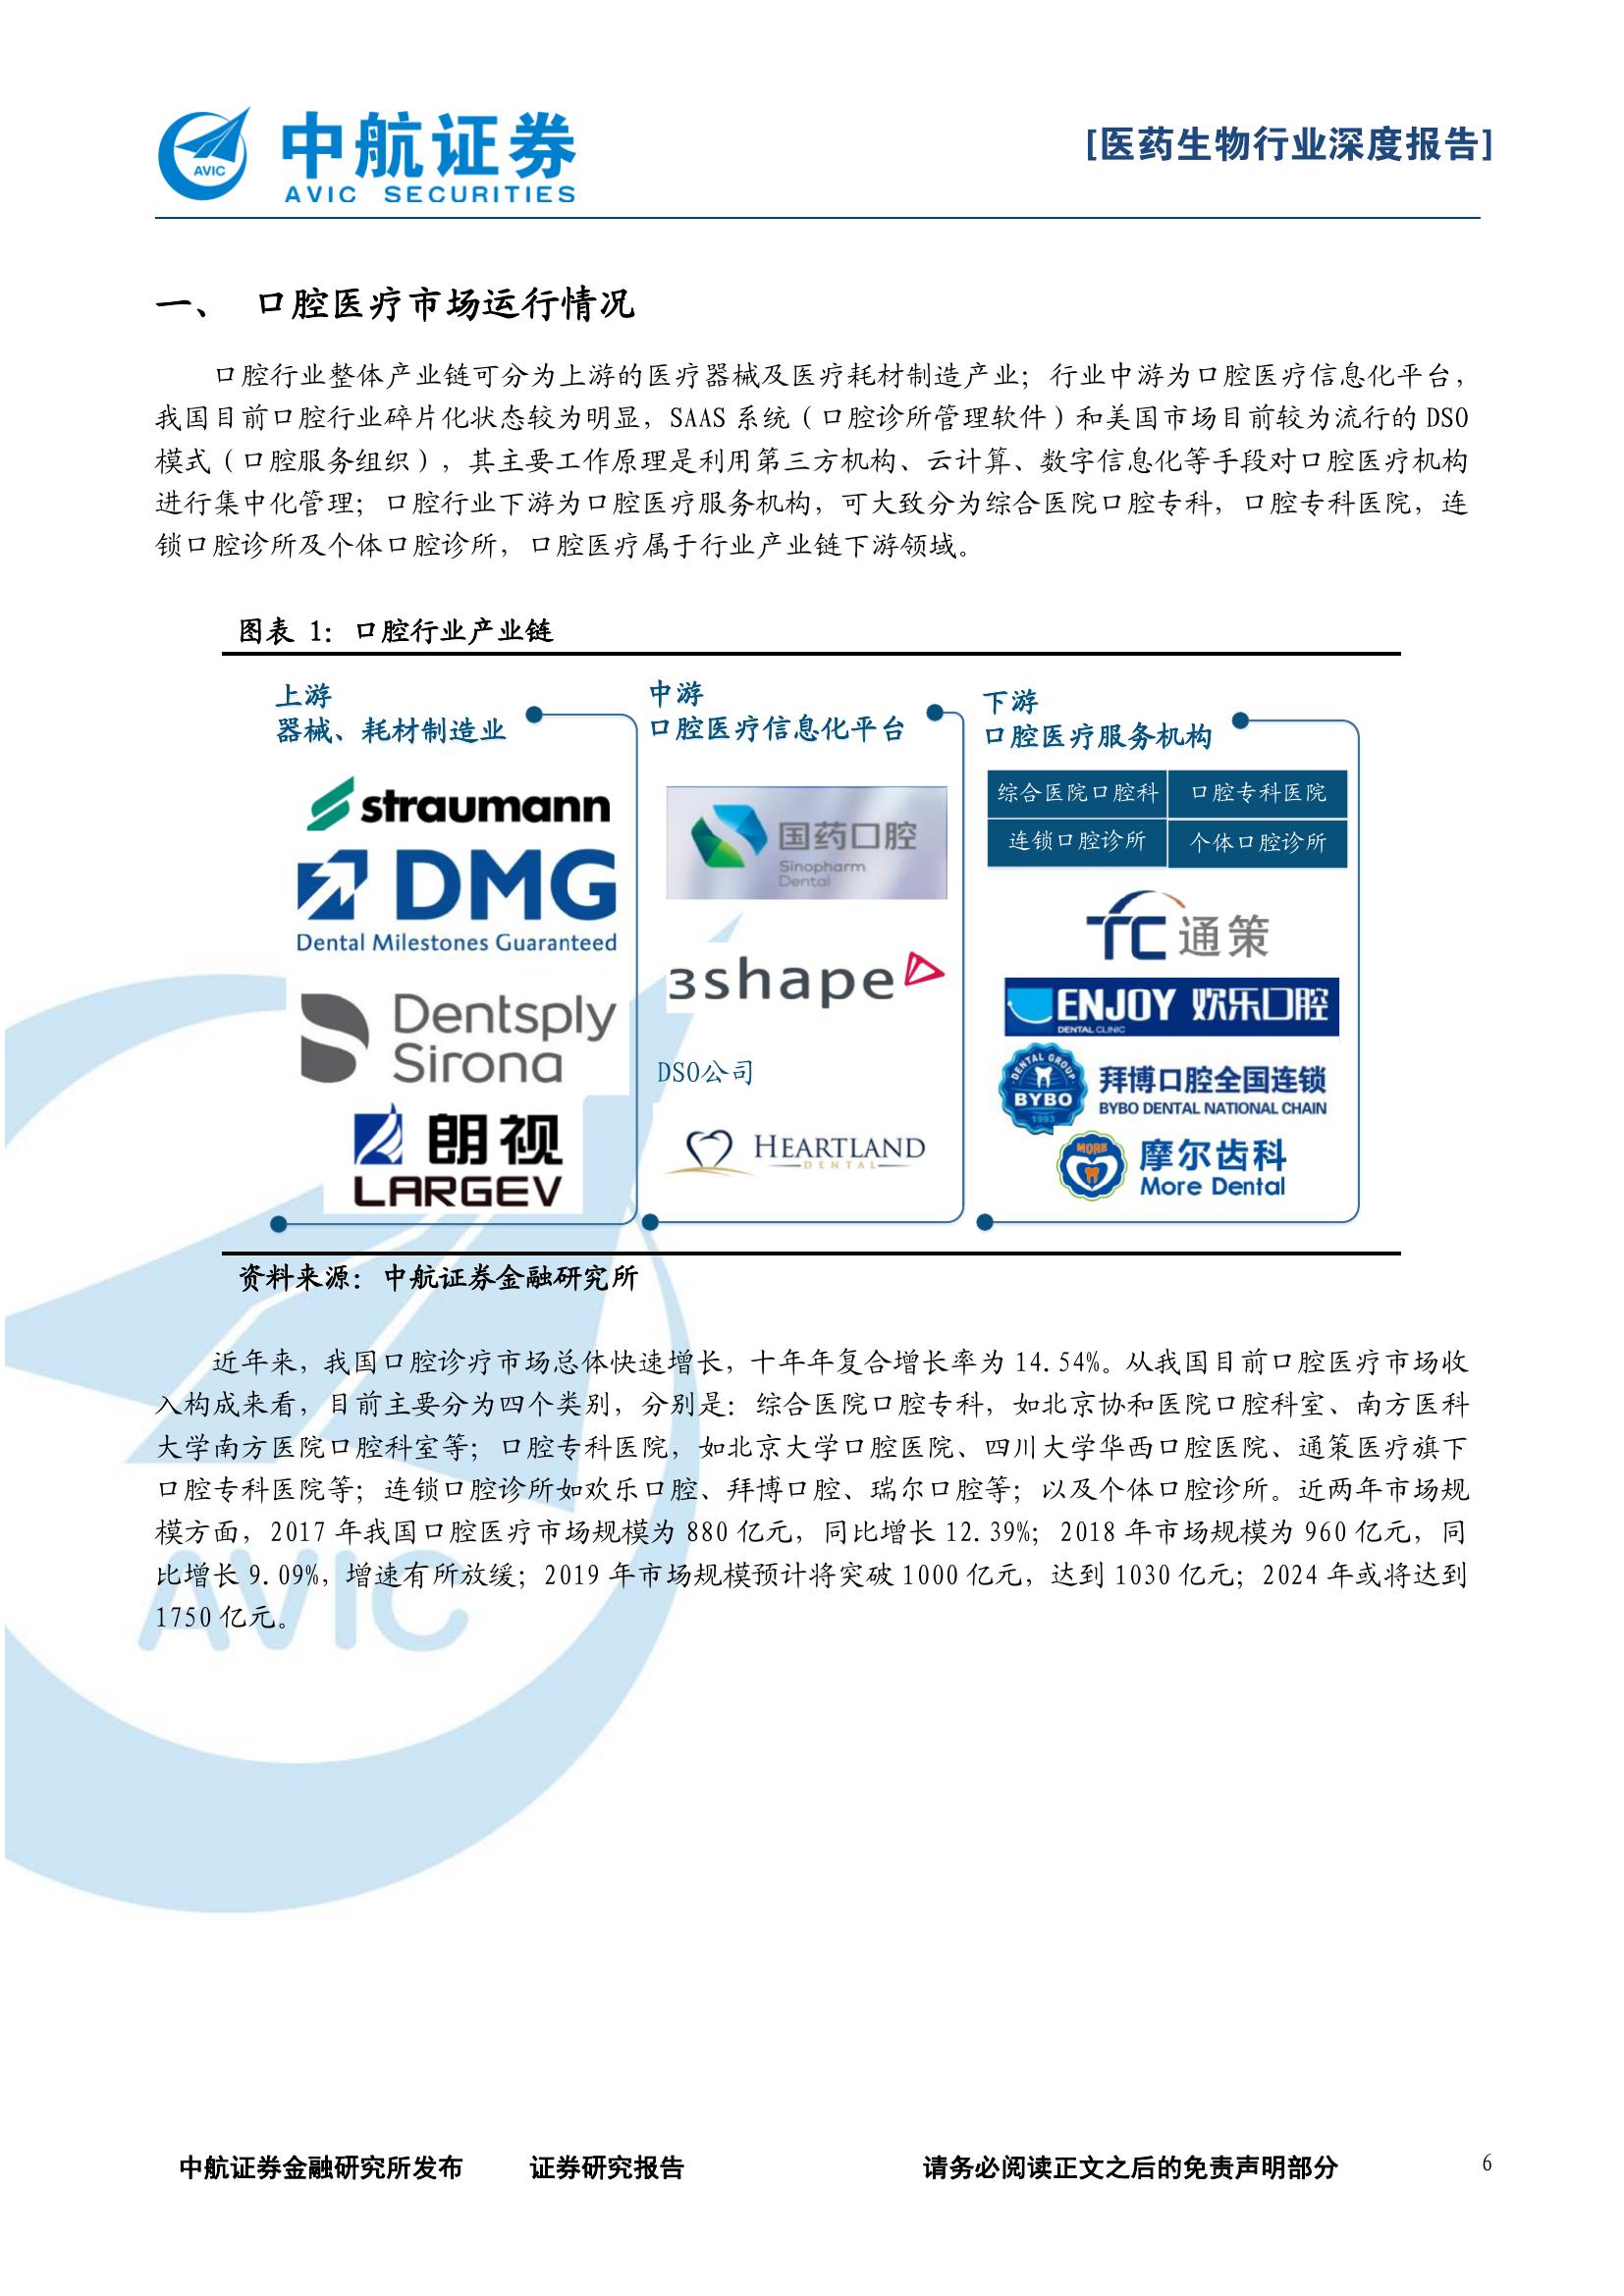 AVIC
中航证券
AVIC SECURITIES
[医药生物行业深度报告]
一、 口腔医疗市场运行情况
口腔行业整体产业链可分为上游的医疗器械及医疗耗材制造产业；行业中游为口腔医疗信息化平台，
我国目前口腔行业碎片化状态较为明显，SAAS 系统（口腔诊所管理软件）和美国市场目前较为流行的 DSO
模式（口腔服务组织），其主要工作原理是利用第三方机构、云计算、数字信息化等手段对口腔医疗机构
进行集中化管理；口腔行业下游为口腔医疗服务机构，可大致分为综合医院口腔专科，口腔专科医院，连
锁口腔诊所及个体口腔诊所，口腔医疗属于行业产业链下游领域。
图表 1：口腔行业产业链
上游
器械、耗材制造业
straumann
DMG
Dental Milestones Guaranteed
Dentsply
Sirona
朗视
LARGEV
中游
口腔医疗信息化平台
国药口腔
Sinopharm
Dental
3shape
DSO公司
HEARTLAND
DENTAL
下游
口腔医疗服务机构
综合医院口腔科 口腔专科医院
连锁口腔诊所 个体口腔诊所
TC 通策
ENJOY 欢乐口腔
DENTAL CLINIC
DENTAL GROUP
BYBO
1993
拜博口腔全国连锁
BYBO DENTAL NATIONAL CHAIN
MORE
摩尔齿科
More Dental
资料来源：中航证券金融研究所
近年来，我国口腔诊疗市场总体快速增长，十年年复合增长率为 14.54%。从我国目前口腔医疗市场收
入构成来看，目前主要分为四个类别，分别是：综合医院口腔专科，如北京协和医院口腔科室、南方医科
大学南方医院口腔科室等；口腔专科医院，如北京大学口腔医院、四川大学华西口腔医院、通策医疗旗下
口腔专科医院等；连锁口腔诊所如欢乐口腔、拜博口腔、瑞尔口腔等；以及个体口腔诊所。近两年市场规
模方面，2017 年我国口腔医疗市场规模为 880 亿元，同比增长 12.39%；2018 年市场规模为 960 亿元，同
比增长 9.09%，增速有所放缓；2019 年市场规模预计将突破 1000 亿元，达到 1030 亿元；2024 年或将达到
1750 亿元。
AVIC
中航证券金融研究所发布 证券研究报告 请务必阅读正文之后的免责声明部分 6